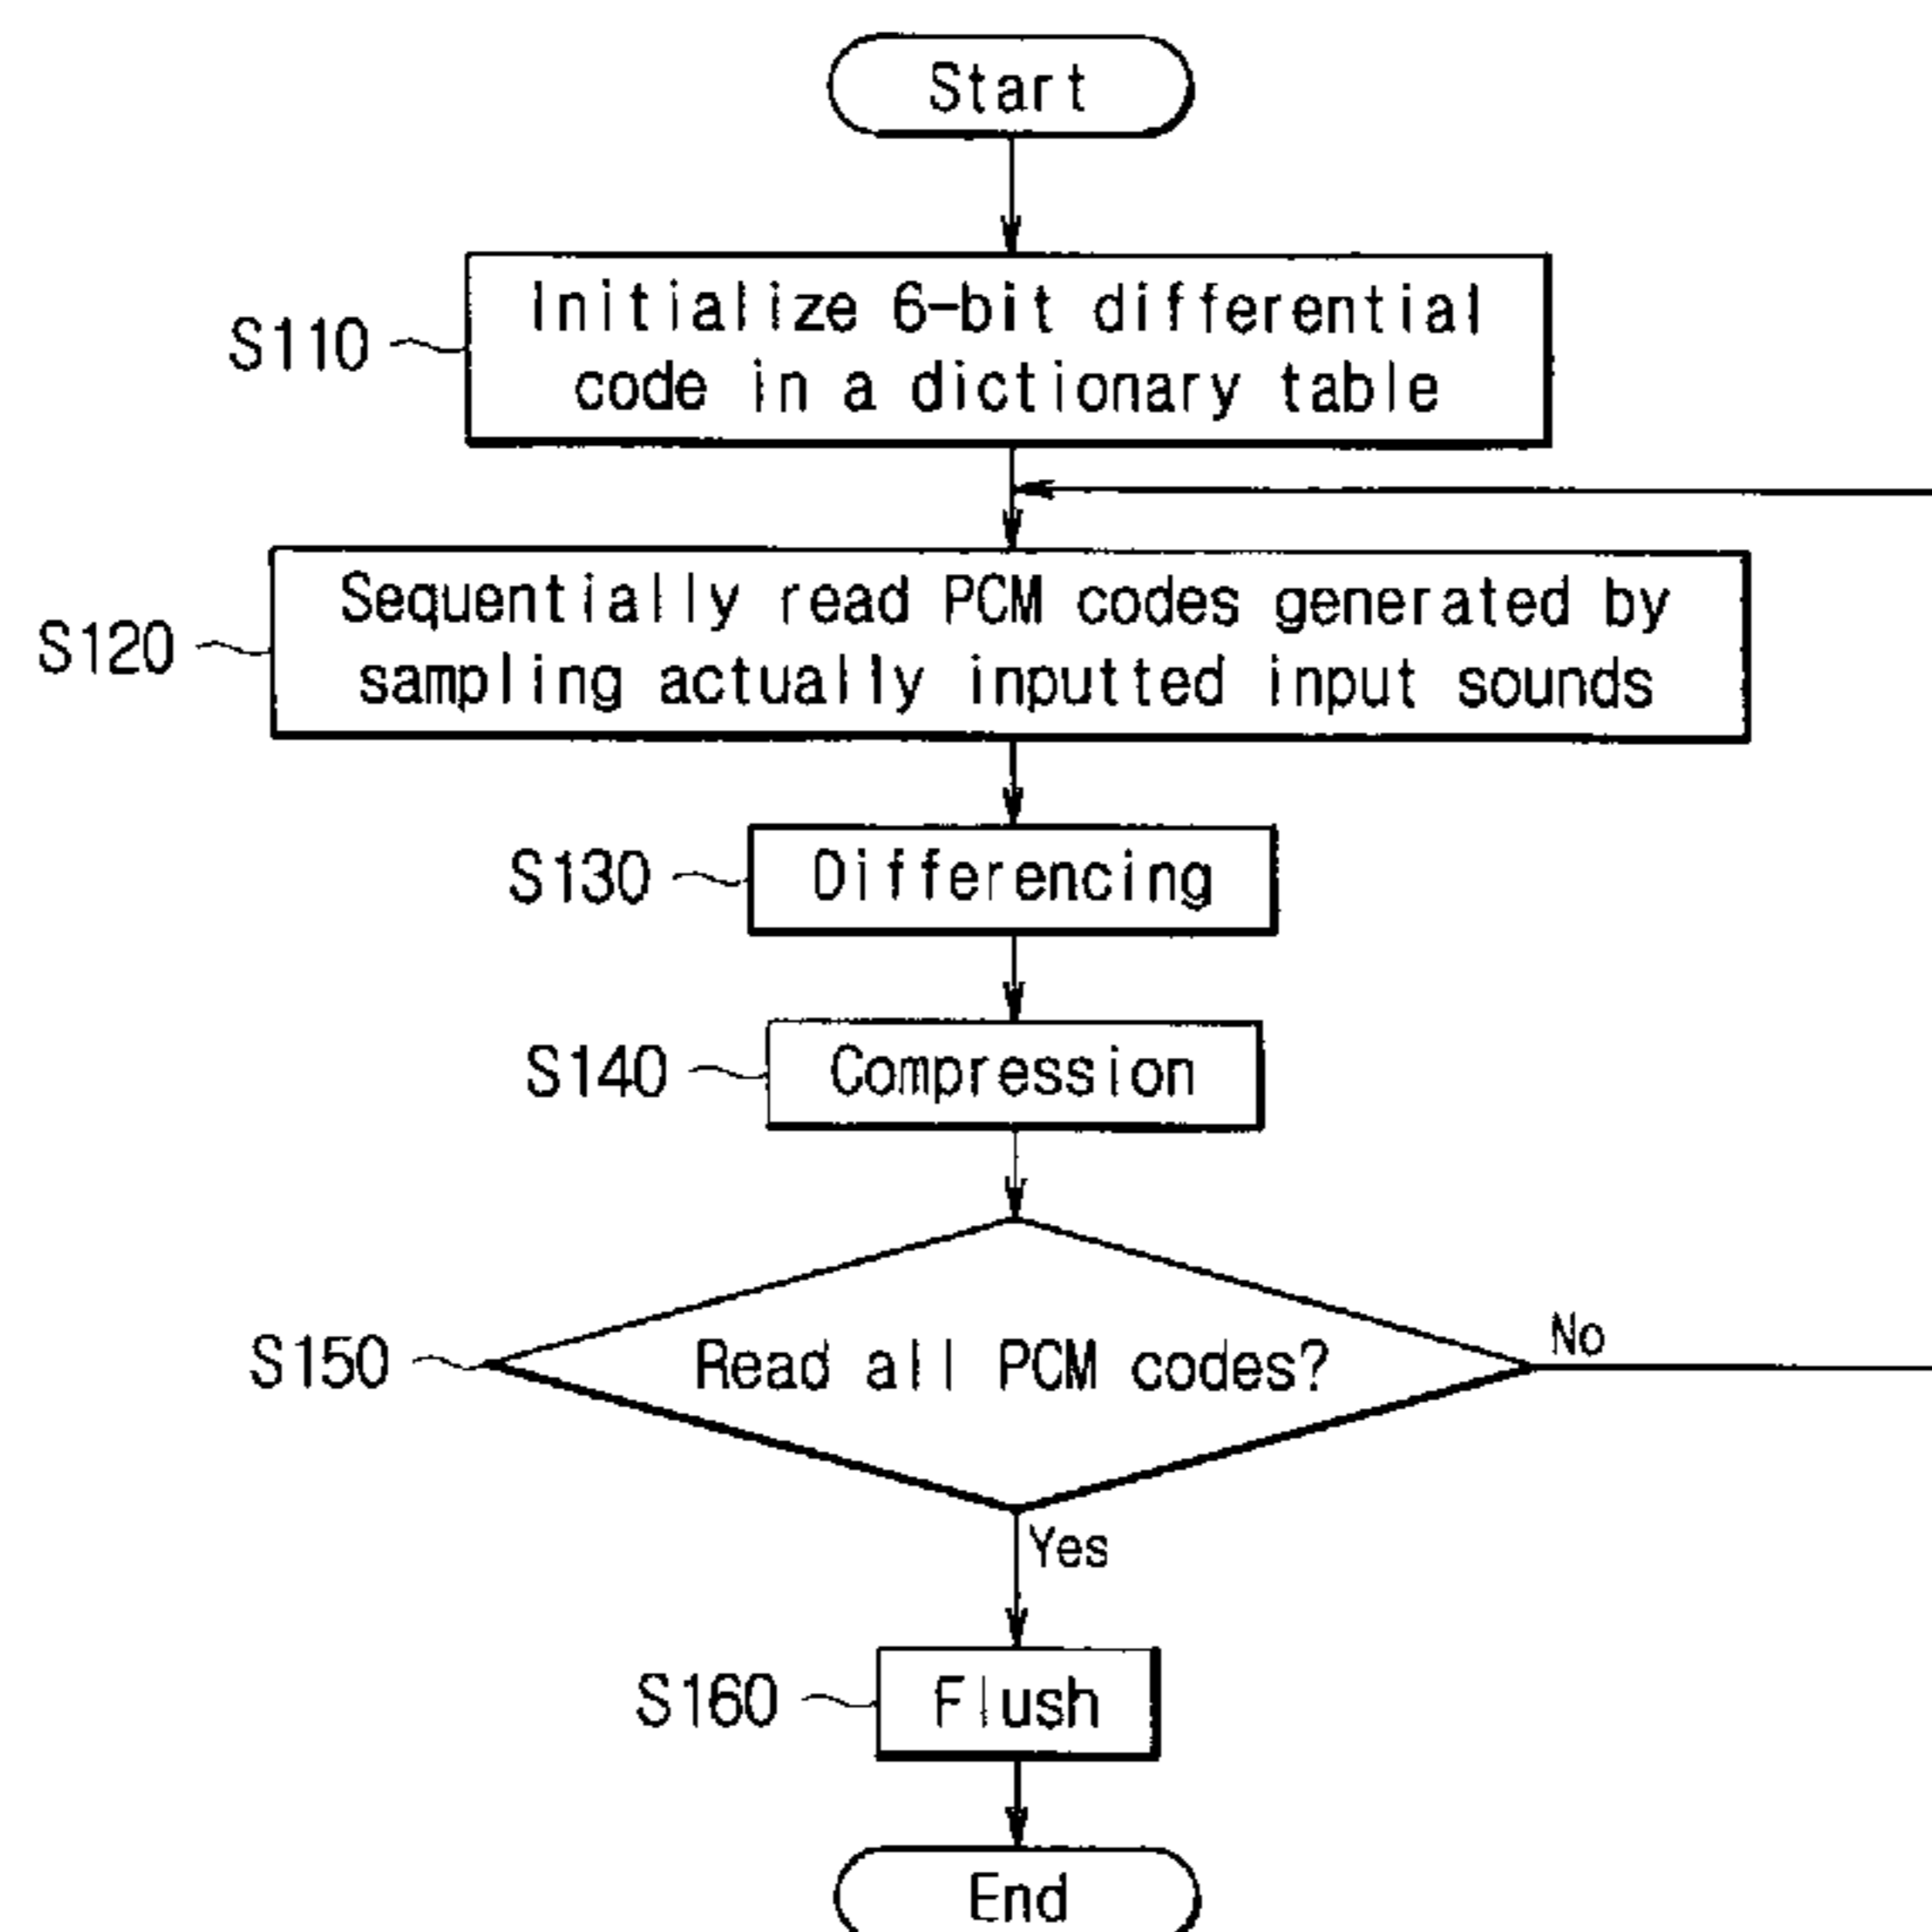 Start
S110
Initialize 6-bit differential
code in a dictionary table
S120
Sequentially read PCM codes generated by
sampling actually inputted input sounds
S130
Differencing
S140
Compression
S150
Read all PCM codes?
No
Yes
S160
Flush
End